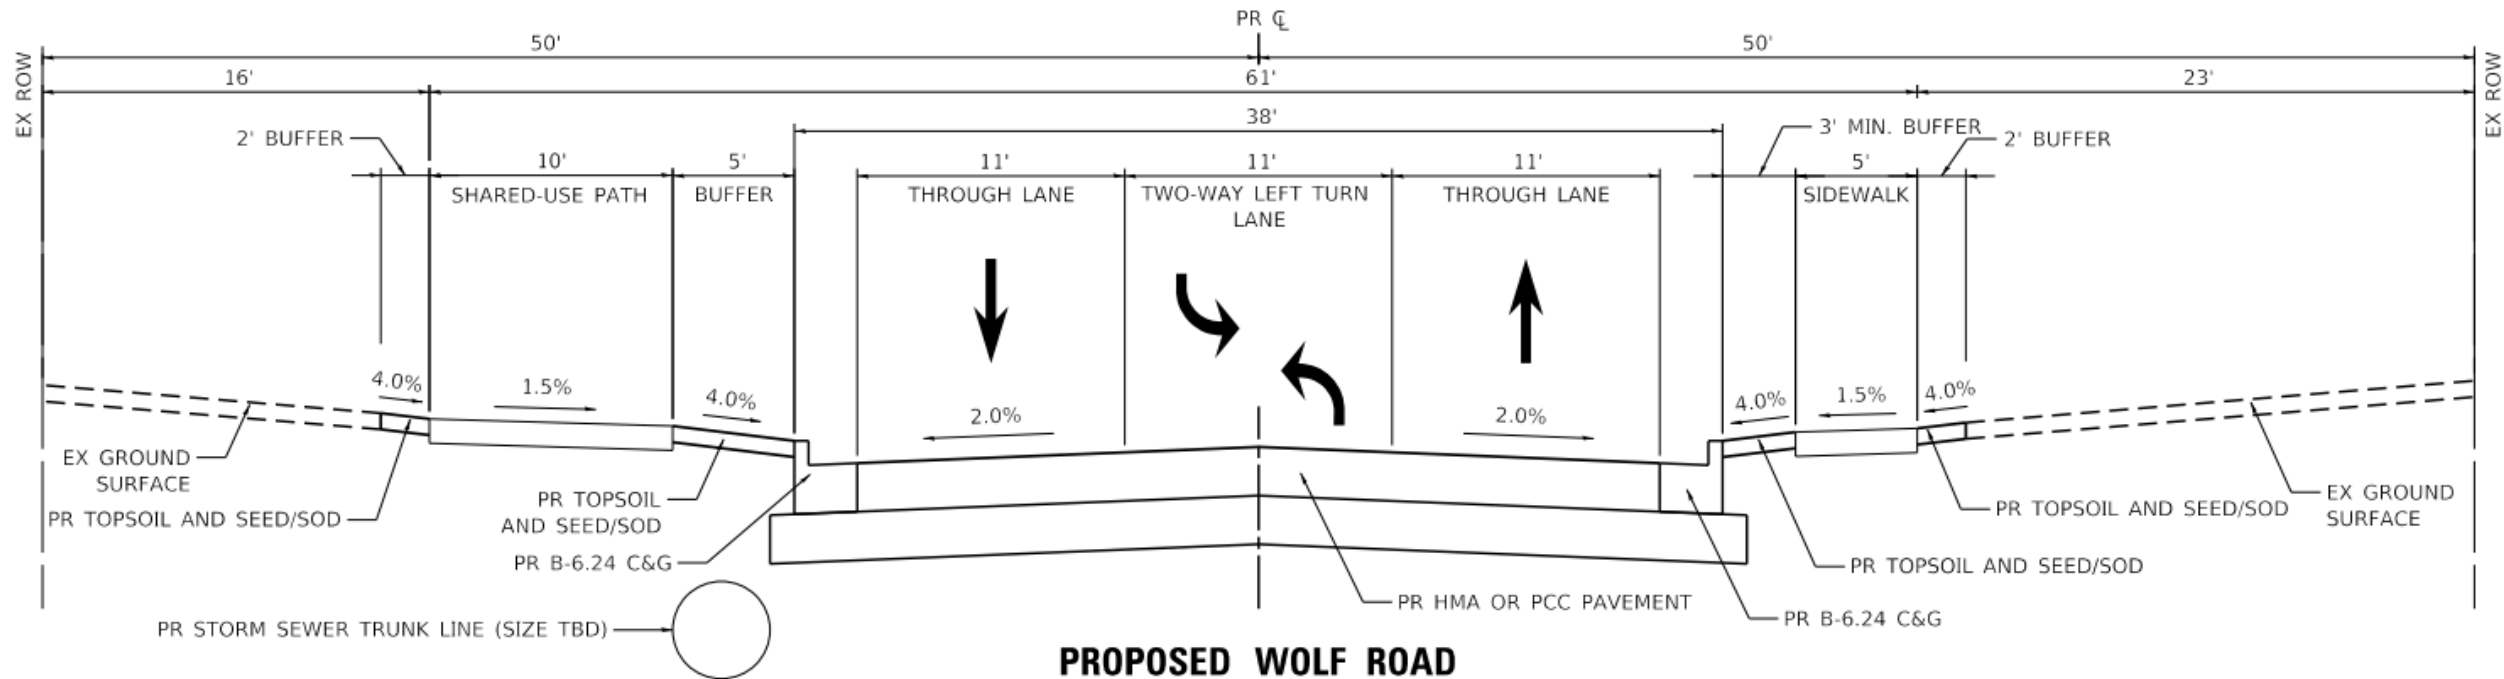 PR ℄
50'
50'
EX ROW
16'
61'
23'
EX ROW
38'
2' BUFFER
3' MIN. BUFFER
2' BUFFER
10'
5'
11'
11'
11'
5'
SHARED-USE PATH
BUFFER
THROUGH LANE
TWO-WAY LEFT TURN
LANE
THROUGH LANE
SIDEWALK
4.0%
1.5%
4.0%
2.0%
2.0%
4.0%
1.5%
4.0%
EX GROUND
SURFACE
PR TOPSOIL AND SEED/SOD
PR TOPSOIL
AND SEED/SOD
PR B-6.24 C&G
EX GROUND
SURFACE
PR TOPSOIL AND SEED/SOD
PR TOPSOIL AND SEED/SOD
PR HMA OR PCC PAVEMENT
PR B-6.24 C&G
PR STORM SEWER TRUNK LINE (SIZE TBD)
PROPOSED WOLF ROAD